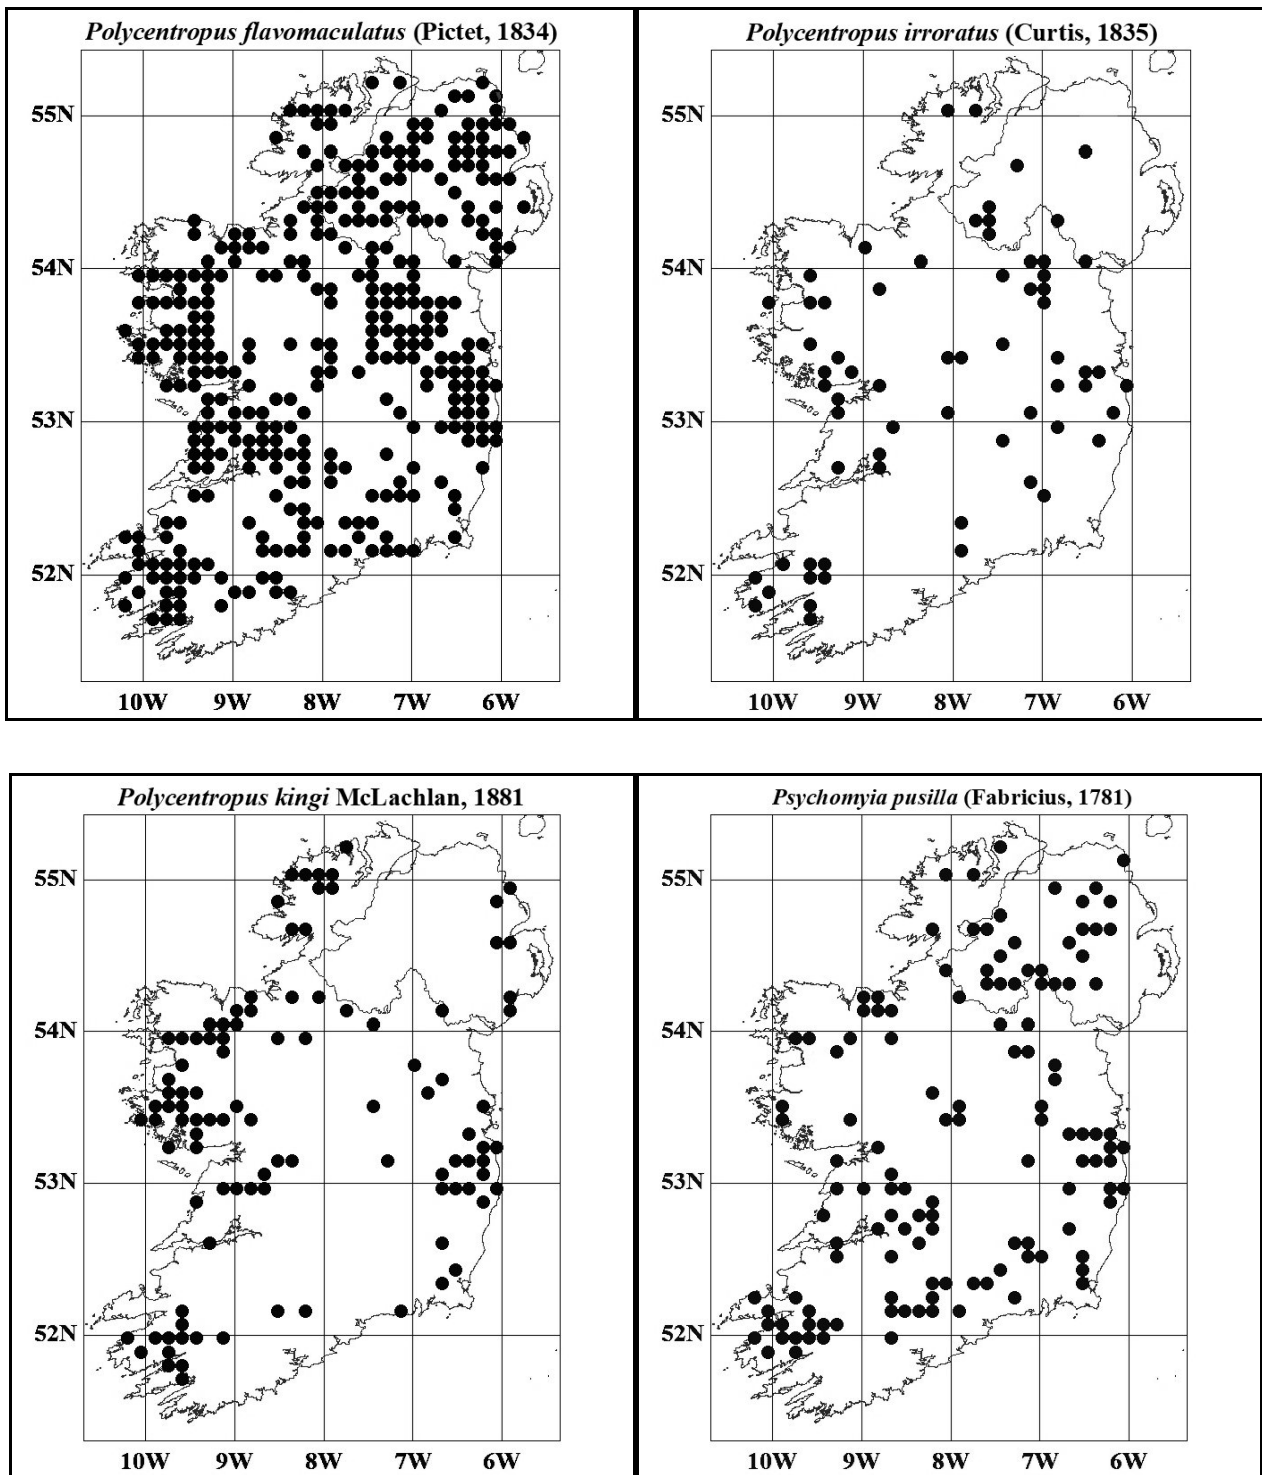 Polycentropus flavomaculatus (Pictet, 1834)
55N
54N
53N
52N
10W 9W 8W 7W 6W
Polycentropus irroratus (Curtis, 1835)
55N
54N
53N
52N
10W 9W 8W 7W 6W
Polycentropus kingi McLachlan, 1881
55N
54N
53N
52N
10W 9W 8W 7W 6W
Psychomyia pusilla (Fabricius, 1781)
55N
54N
53N
52N
10W 9W 8W 7W 6W